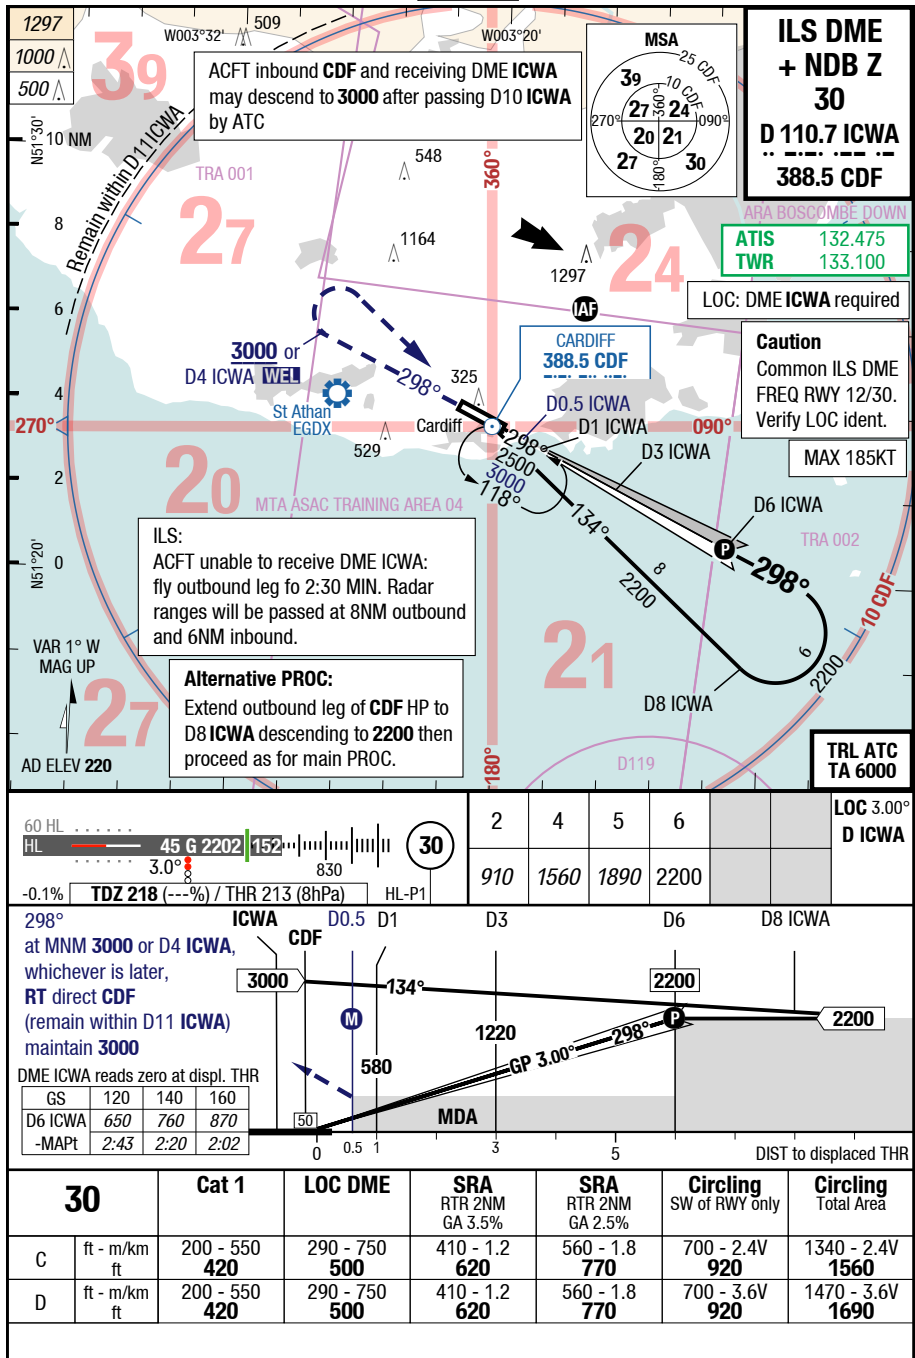 1297
1000
500
39
W003°32'
509
W003°20'
ACFT inbound CDF and receiving DME ICWA
may descend to 3000 after passing D10 ICWA
by ATC
MSA
25 CDF
10 CDF
39
27
24
360°
270°
090°
20
21
180°
27
30
ILS DME
+ NDB Z
30
D 110.7 ICWA
388.5 CDF
N51°30'
10 NM
Remain within D11 ICWA
TRA 001
548
360°
27
24
ARA BOSCOMBE DOWN
ATIS 132.475
TWR 133.100
8
1164
1297
LOC: DME ICWA required
6
IAF
CARDIFF
388.5 CDF
Caution
Common ILS DME
FREQ RWY 12/30.
Verify LOC ident.
3000 or
D4 ICWA WEL
298°
325
4
St Athan
EGDX
Cardiff
D0.5 ICWA
D1 ICWA
270°
090°
529
298°
2500
3000
118°
D3 ICWA
MAX 185KT
2
20
MTA ASAC TRAINING AREA 04
134°
D6 ICWA
TRA 002
P
298°
ILS:
ACFT unable to receive DME ICWA:
fly outbound leg fo 2:30 MIN. Radar
ranges will be passed at 8NM outbound
and 6NM inbound.
N51°20'
0
8
2200
10 CDF
6
2200
21
D8 ICWA
VAR 1° W
MAG UP
27
AD ELEV 220
Alternative PROC:
Extend outbound leg of CDF HP to
D8 ICWA descending to 2200 then
proceed as for main PROC.
180°
D119
TRL ATC
TA 6000
60 HL
HL
45 G 2202
152
3.0°
830
30
-0.1%
TDZ 218 (---%) / THR 213 (8hPa)
HL-P1
2 4 5 6
910 1560 1890 2200
LOC 3.00°
D ICWA
298°
at MNM 3000 or D4 ICWA,
whichever is later,
RT direct CDF
(remain within D11 ICWA)
maintain 3000
ICWA
CDF
D0.5
D1
D3
D6
D8 ICWA
3000
134°
2200
M
P
2200
1220
GP 3.00°
298°
580
50
MDA
0
0.5
1
3
5
DIST to displaced THR
DME ICWA reads zero at displ. THR
GS 120 140 160
D6 ICWA 650 760 870
-MAPt 2:43 2:20 2:02
30 Cat 1 LOC DME SRA SRA Circling Circling
RTR 2NM RTR 2NM SW of RWY only Total Area
GA 3.5% GA 2.5%
C ft - m/km 200 - 550 290 - 750 410 - 1.2 560 - 1.8 700 - 2.4V 1340 - 2.4V
ft 420 500 620 770 920 1560
D ft - m/km 200 - 550 290 - 750 410 - 1.2 560 - 1.8 700 - 3.6V 1470 - 3.6V
ft 420 500 620 770 920 1690